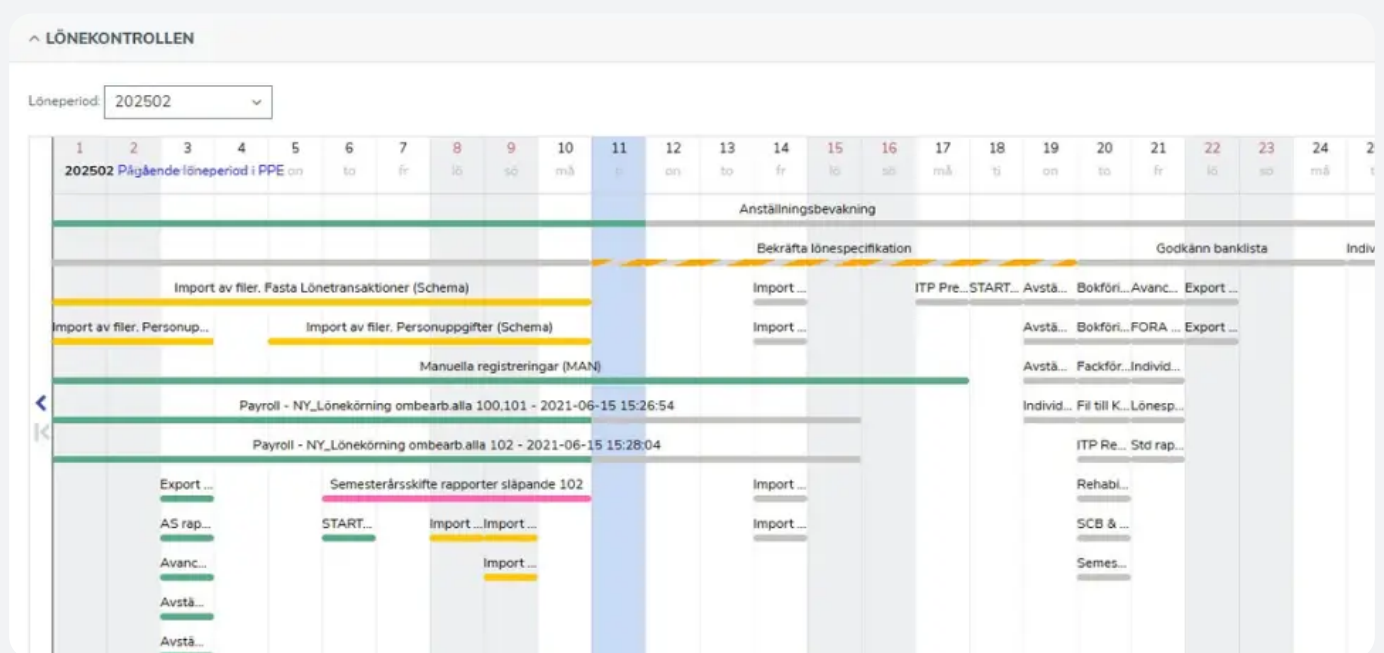 LÖNEKONTROLLEN
Löneperiod: 202502
1 2 3 4 5 6 7 8 9 10 11 12 13 14 15 16 17 18 19 20 21 22 23 24 2
202502 Pågående löneperiod i PPE on to fr lö sö må ti on to fr lö sö må ti on to fr lö sö må
Anställningsbevakning
Bekräfta lönespecifikation Godkänn banklista Indiv
Import av filer. Fasta Lönetransaktioner (Schema) Import ... ITP Pre... START... Avstä... Bokföri... Avanc... Export ...
Import av filer. Personup... Import av filer. Personuppgifter (Schema) Import ... Avstä... Bokföri... FORA ... Export ...
Manuella registreringar (MAN) Avstä... Fackför... Individ...
Payroll - NY_Lönekörning ombearb.alla 100,101 - 2021-06-15 15:26:54 Individ... Fil till K... Lönesp...
Payroll - NY_Lönekörning ombearb.alla 102 - 2021-06-15 15:28:04 ITP Re... Std rap...
Export ... Semesterårsskifte rapporter släpande 102 Import ... Rehabi...
AS rap... START... Import ... Import ... Import ... SCB & ...
Avanc... Import ... Semes...
Avstä...
Avstä...